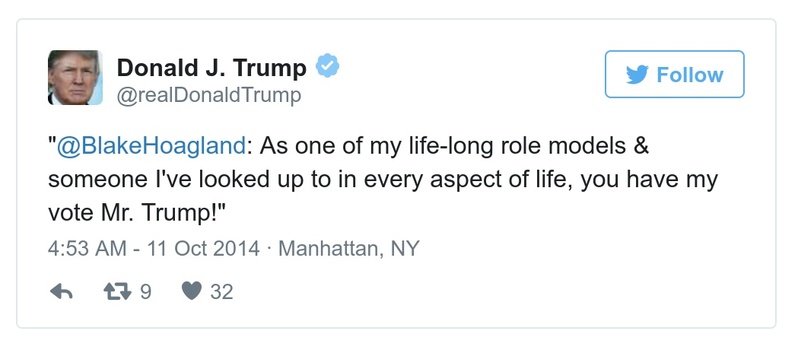 Donald J. Trump
@realDonaldTrump
Follow
"@BlakeHoagland: As one of my life-long role models &
someone I've looked up to in every aspect of life, you have my
vote Mr. Trump!"
4:53 AM - 11 Oct 2014 · Manhattan, NY
9 32